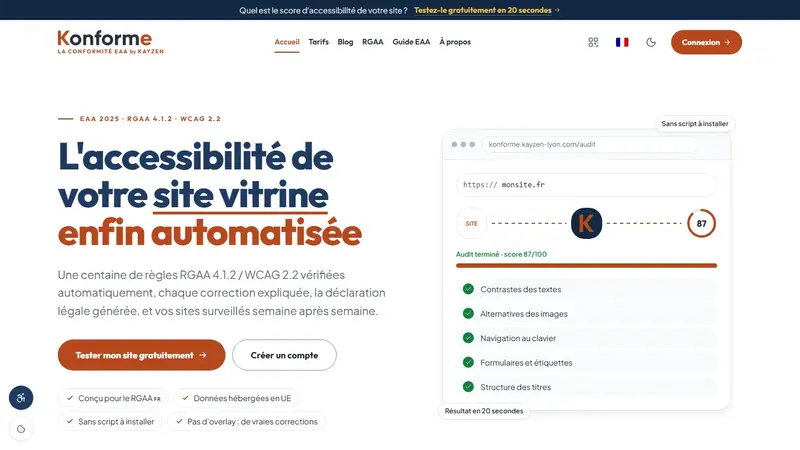 Quel est le score d'accessibilité de votre site ? Testez-le gratuitement en 20 secondes →
Konforme
LA CONFORMITÉ EAA by KAYZEN
Accueil Tarifs Blog RGAA Guide EAA À propos
Connexion →
EAA 2025 · RGAA 4.1.2 · WCAG 2.2
L'accessibilité de
votre site vitrine
enfin automatisée
Une centaine de règles RGAA 4.1.2 / WCAG 2.2 vérifiées
automatiquement, chaque correction expliquée, la déclaration
légale générée, et vos sites surveillés semaine après semaine.
Tester mon site gratuitement →
Créer un compte
Conçu pour le RGAA FR
Données hébergées en UE
Sans script à installer
Pas d'overlay : de vraies corrections
Sans script à installer
konforme.kayzen-lyon.com/audit
https:// monsite.fr
SITE
K
87
Audit terminé · score 87/100
Contrastes des textes
Alternatives des images
Navigation au clavier
Formulaires et étiquettes
Structure des titres
Résultat en 20 secondes